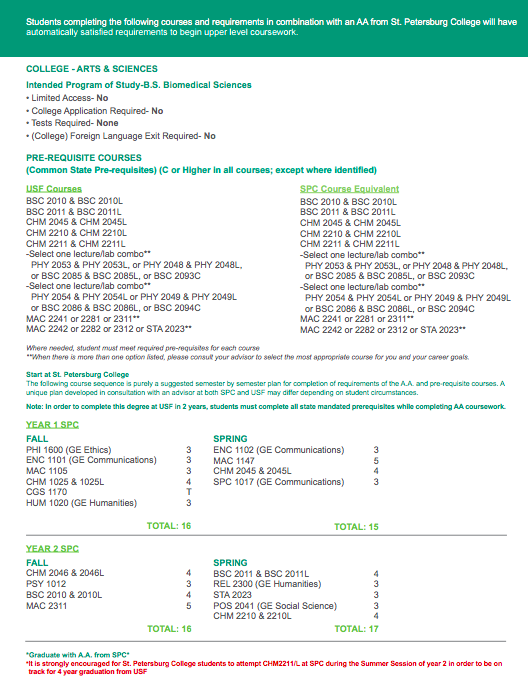 Students completing the following courses and requirements in combination with an AA from St. Petersburg College will have
automatically satisfied requirements to begin upper level coursework.
COLLEGE - ARTS & SCIENCES
Intended Program of Study-B.S. Biomedical Sciences
• Limited Access- No
• College Application Required- No
• Tests Required- None
• (College) Foreign Language Exit Required- No
PRE-REQUISITE COURSES
(Common State Pre-requisites) (C or Higher in all courses; except where identified)
USF Courses
BSC 2010 & BSC 2010L
BSC 2011 & BSC 2011L
CHM 2045 & CHM 2045L
CHM 2210 & CHM 2210L
CHM 2211 & CHM 2211L
-Select one lecture/lab combo**
PHY 2053 & PHY 2053L, or PHY 2048 & PHY 2048L,
or BSC 2085 & BSC 2085L, or BSC 2093C
-Select one lecture/lab combo**
PHY 2054 & PHY 2054L or PHY 2049 & PHY 2049L
or BSC 2086 & BSC 2086L, or BSC 2094C
MAC 2241 or 2281 or 2311**
MAC 2242 or 2282 or 2312 or STA 2023**
SPC Course Equivalent
BSC 2010 & BSC 2010L
BSC 2011 & BSC 2011L
CHM 2045 & CHM 2045L
CHM 2210 & CHM 2210L
CHM 2211 & CHM 2211L
-Select one lecture/lab combo**
PHY 2053 & PHY 2053L, or PHY 2048 & PHY 2048L,
or BSC 2085 & BSC 2085L, or BSC 2093C
-Select one lecture/lab combo**
PHY 2054 & PHY 2054L or PHY 2049 & PHY 2049L
or BSC 2086 & BSC 2086L, or BSC 2094C
MAC 2241 or 2281 or 2311**
MAC 2242 or 2282 or 2312 or STA 2023**
Where needed, student must meet required pre-requisites for each course
**When there is more than one option listed, please consult your advisor to select the most appropriate course for you and your career goals.
Start at St. Petersburg College
The following course sequence is purely a suggested semester by semester plan for completion of requirements of the A.A. and pre-requisite courses. A
unique plan developed in consultation with an advisor at both SPC and USF may differ depending on student circumstances.
Note: In order to complete this degree at USF in 2 years, students must complete all state mandated prerequisites while completing AA coursework.
YEAR 1 SPC
FALL
PHI 1600 (GE Ethics) 3
ENC 1101 (GE Communications) 3
MAC 1105 3
CHM 1025 & 1025L 4
CGS 1170 T
HUM 1020 (GE Humanities) 3
TOTAL: 16
SPRING
ENC 1102 (GE Communications) 3
MAC 1147 5
CHM 2045 & 2045L 4
SPC 1017 (GE Communications) 3
TOTAL: 15
YEAR 2 SPC
FALL
CHM 2046 & 2046L 4
PSY 1012 3
BSC 2010 & 2010L 4
MAC 2311 5
TOTAL: 16
SPRING
BSC 2011 & BSC 2011L 4
REL 2300 (GE Humanities) 3
STA 2023 3
POS 2041 (GE Social Science) 3
CHM 2210 & 2210L 4
TOTAL: 17
*Graduate with A.A. from SPC*
*It is strongly encouraged for St. Petersburg College students to attempt CHM2211/L at SPC during the Summer Session of year 2 in order to be on
track for 4 year graduation from USF